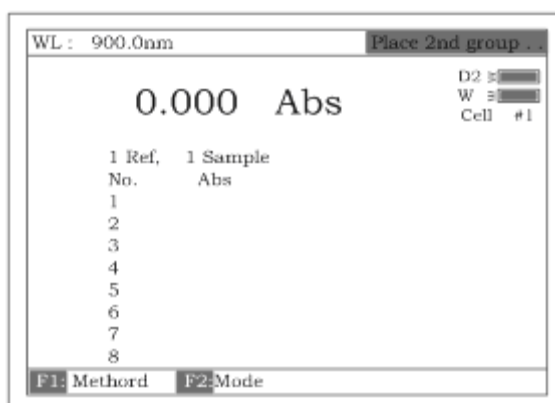 WL : 900.0nm Place 2nd group . .
D2
0.000 Abs W
Cell #1
1 Ref, 1 Sample
No. Abs
1
2
3
4
5
6
7
8
F1: Methord F2:Mode